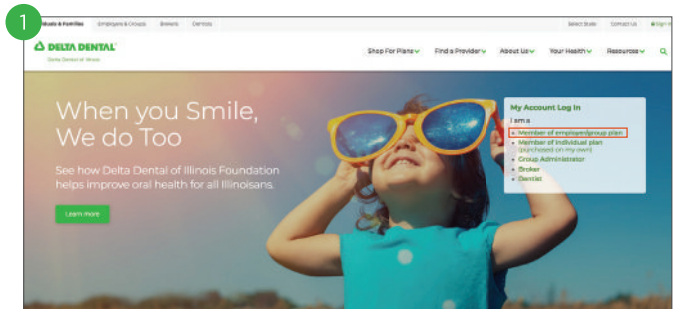 1
Individuals & Families Employers & Groups Brokers Dentists Select State Contact Us Sign In
DELTA DENTAL
Delta Dental of Illinois
Shop For Plans Find a Provider About Us Your Health Resources
When you Smile,
We do Too
See how Delta Dental of Illinois Foundation
helps improve oral health for all Illinoisans.
Learn more
My Account Log In
I am a
Member of employer/group plan
Member of individual plan
(purchased on my own)
Group Administrator
Broker
Dentist